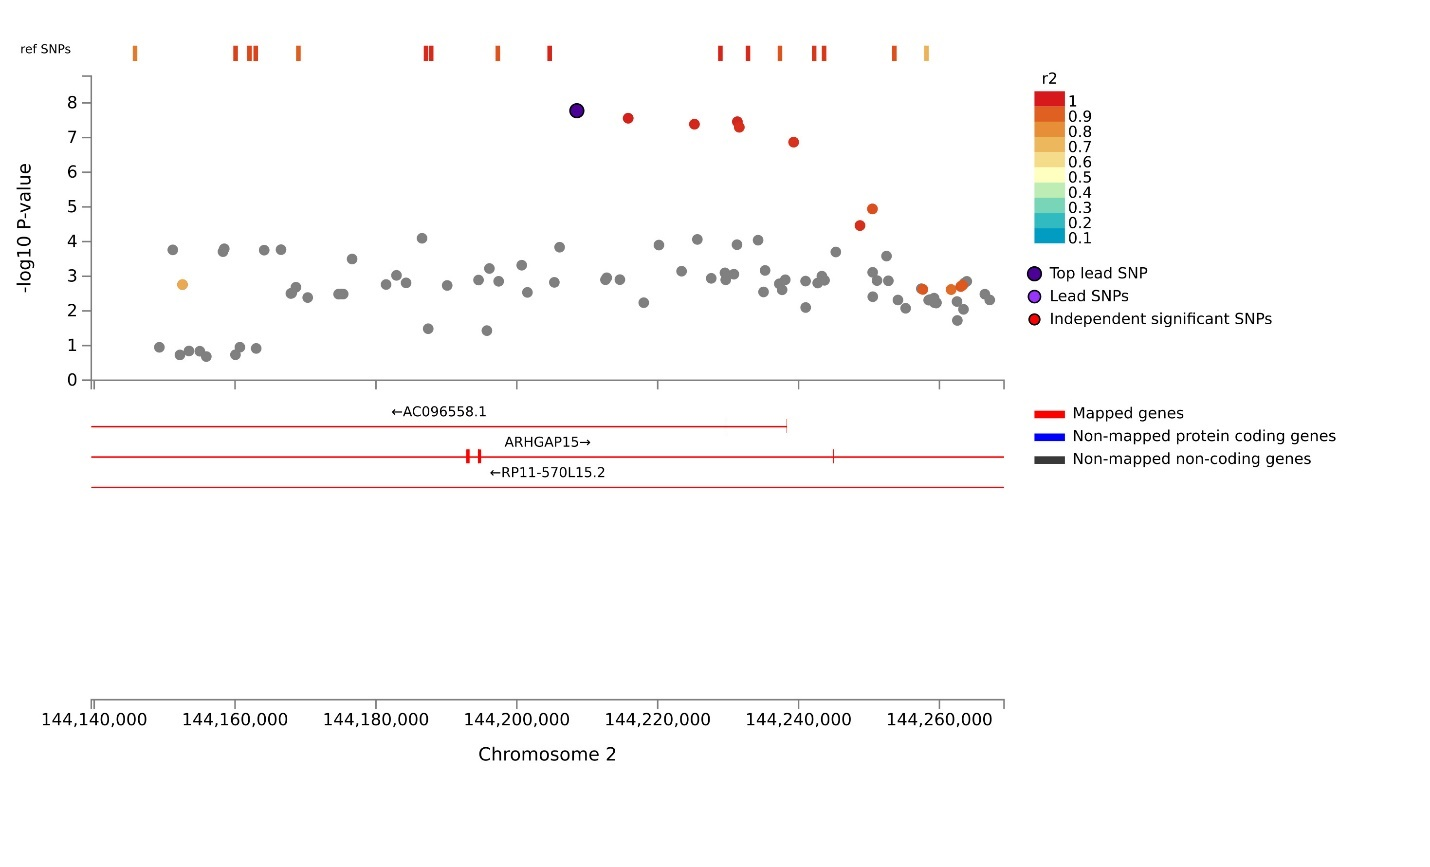 ref SNPs
-log10 P-value
8
7
6
5
4
3
2
1
0
r2
1
0.9
0.8
0.7
0.6
0.5
0.4
0.3
0.2
0.1
Top lead SNP
Lead SNPs
Independent significant SNPs
←AC096558.1
ARHGAP15→
←RP11-570L15.2
Mapped genes
Non-mapped protein coding genes
Non-mapped non-coding genes
144,140,000 144,160,000 144,180,000 144,200,000 144,220,000 144,240,000 144,260,000
Chromosome 2